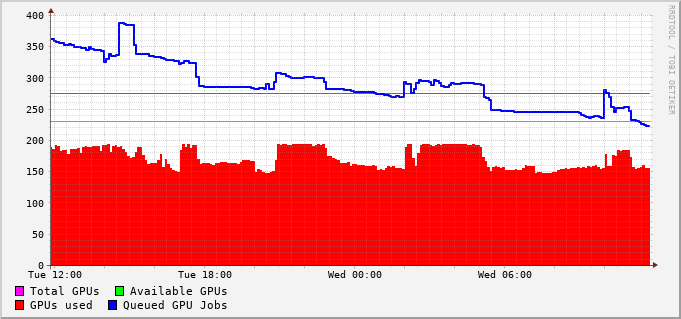 400
350
300
250
200
150
100
50
0
Tue 12:00 Tue 18:00 Wed 00:00 Wed 06:00
Total GPUs Available GPUs
GPUs used Queued GPU Jobs
RRDTOOL / TOBI OETIKER